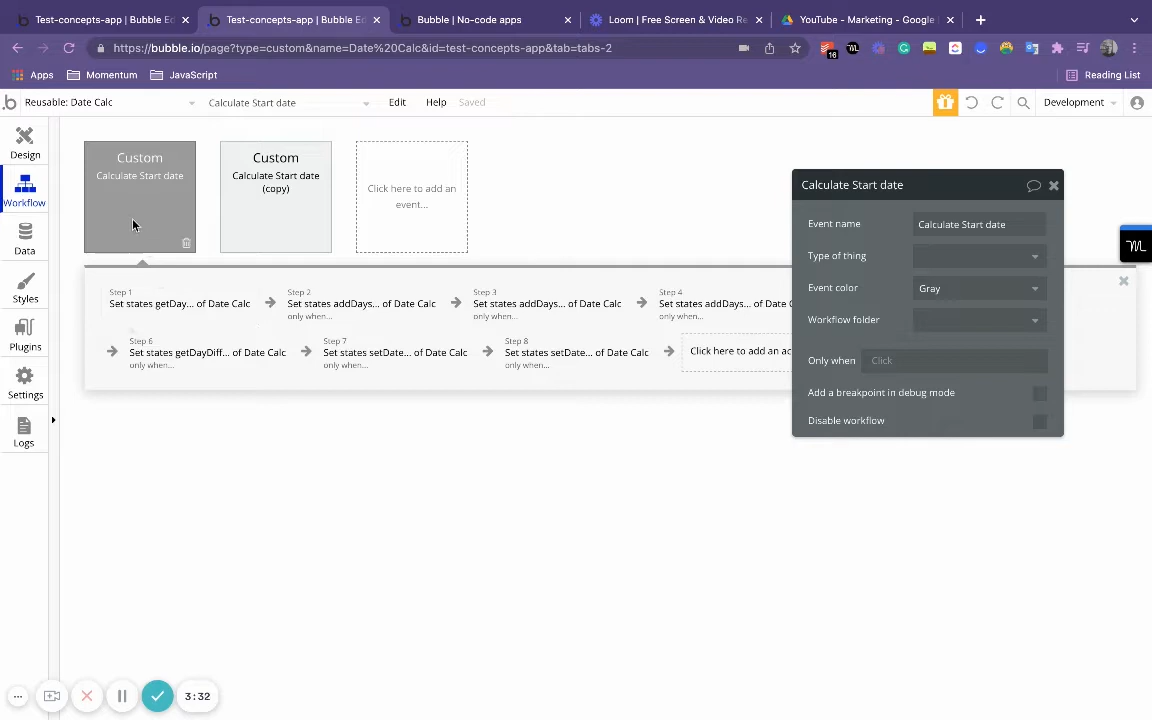 Test-concepts-app | Bubble Ed
Test-concepts-app | Bubble Ed
Bubble | No-code apps
Loom | Free Screen & Video Re
YouTube - Marketing - Google
https://bubble.io/page?type=custom&name=Date%20Calc&id=test-concepts-app&tab=tabs-2
16
Apps
Momentum
JavaScript
Reading List
Reusable: Date Calc
Calculate Start date
Edit
Help
Saved
Development
Design
Workflow
Data
Styles
Plugins
Settings
Logs
Custom
Calculate Start date
Custom
Calculate Start date
(copy)
Click here to add an
event...
Step 1
Set states getDay... of Date Calc
Step 2
Set states addDays... of Date Calc
only when...
Step 3
Set states addDays... of Date Calc
only when...
Step 4
Set states addDays... of Date C
only when...
Step 6
Set states getDayDiff... of Date Calc
only when...
Step 7
Set states setDate... of Date Calc
only when...
Step 8
Set states setDate... of Date Calc
only when...
Click here to add an ac
Calculate Start date
Event name
Calculate Start date
Type of thing
Event color
Gray
Workflow folder
Only when
Click
Add a breakpoint in debug mode
Disable workflow
3:32